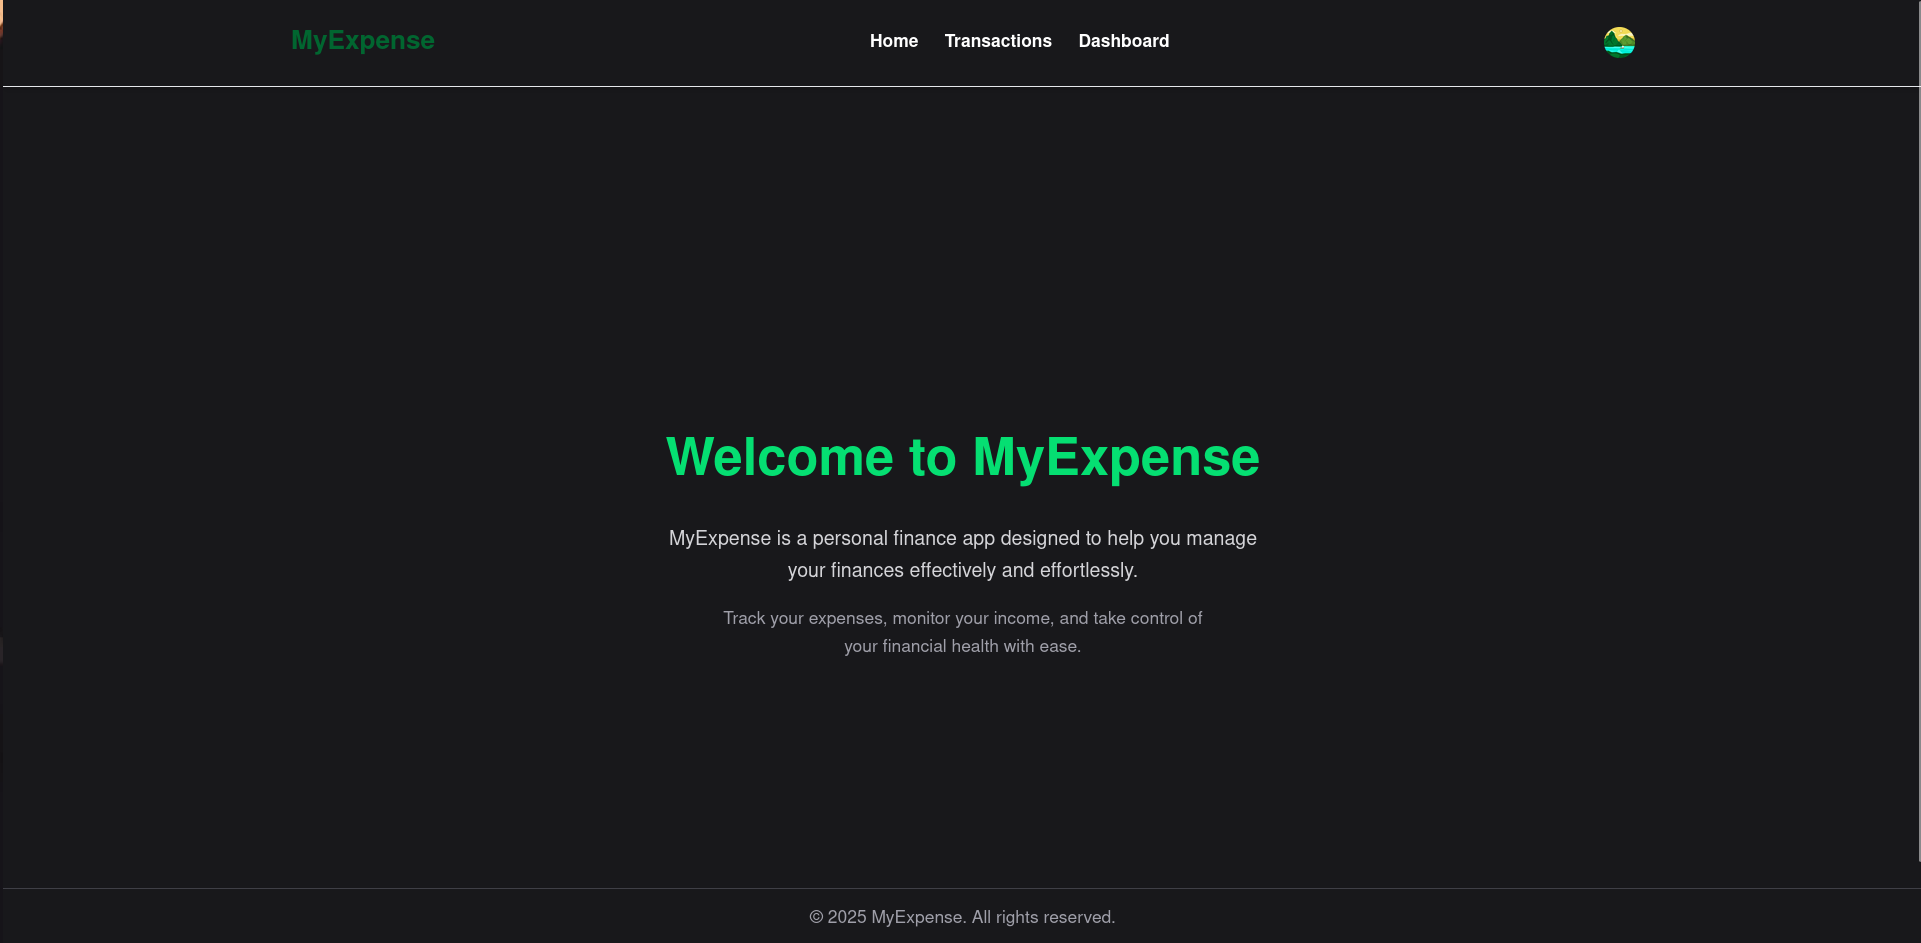 MyExpense
Home Transactions Dashboard
Welcome to MyExpense
MyExpense is a personal finance app designed to help you manage
your finances effectively and effortlessly.
Track your expenses, monitor your income, and take control of
your financial health with ease.
© 2025 MyExpense. All rights reserved.